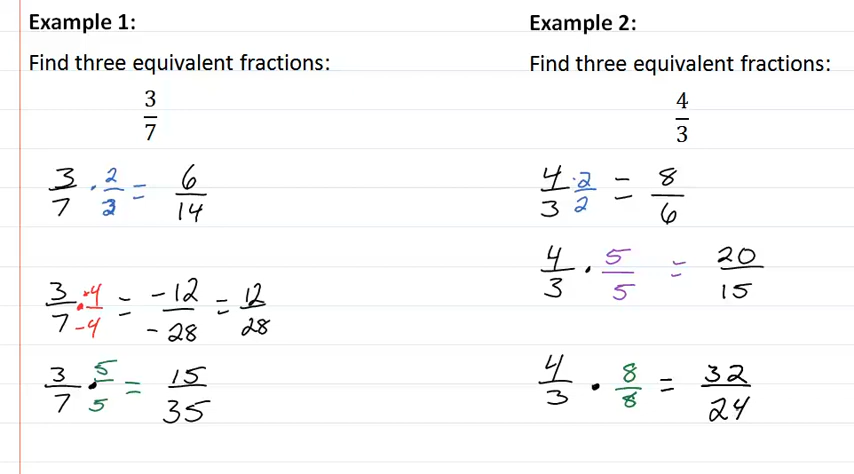 Example 1:
Find three equivalent fractions:
3/7
3/7 · 2/2 = 6/14
3/7 · -4/-4 = -12/-28 = 12/28
3/7 · 5/5 = 15/35
Example 2:
Find three equivalent fractions:
4/3
4/3 · 2/2 = 8/6
4/3 · 5/5 = 20/15
4/3 · 8/8 = 32/24